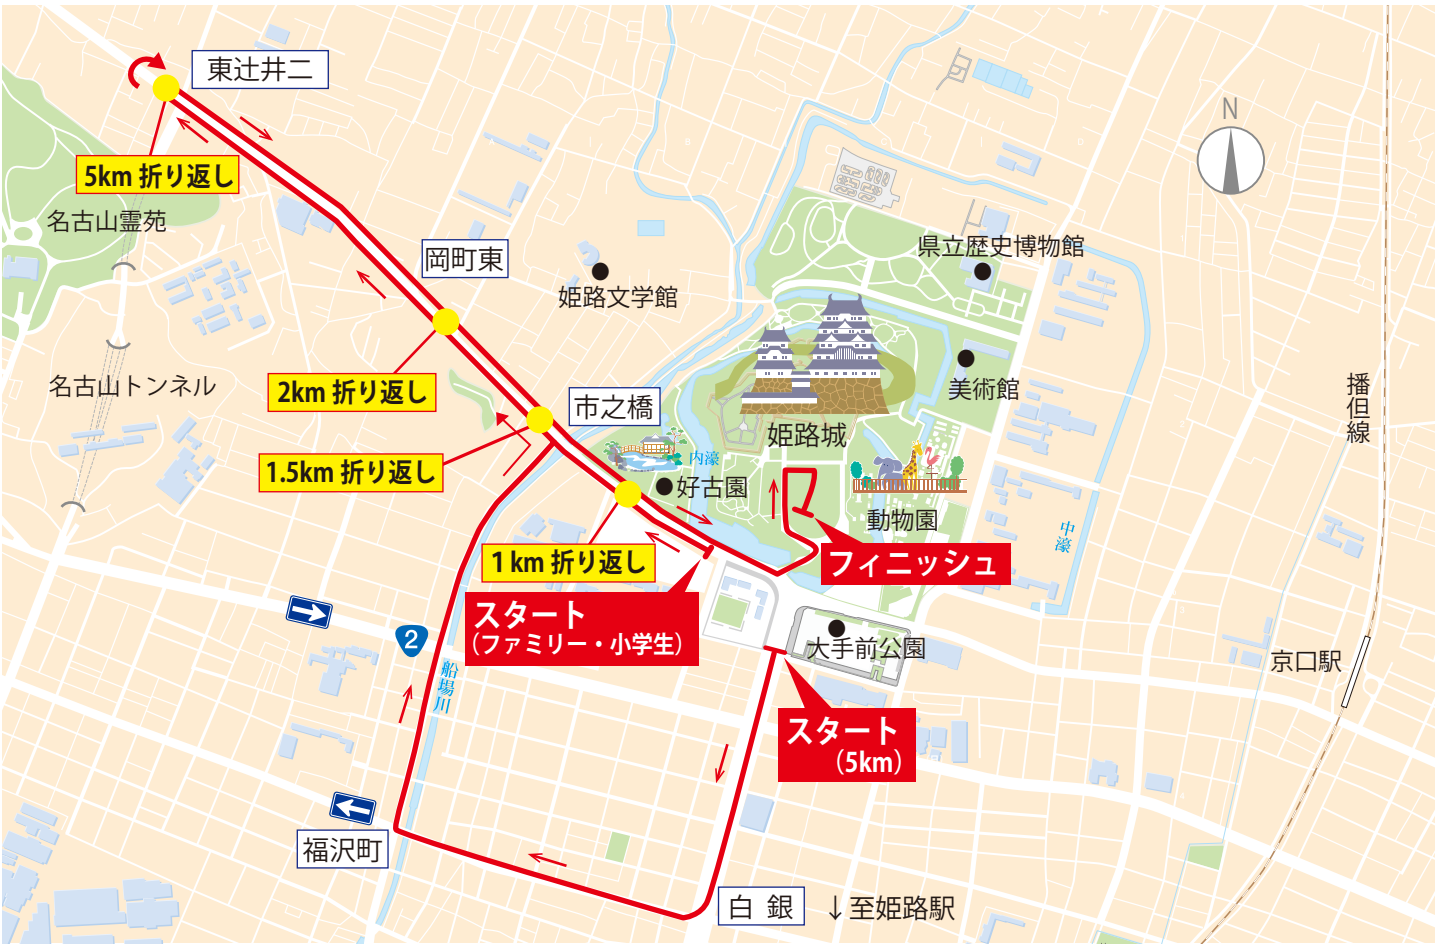 東辻井二
N
5km 折り返し
名古山霊苑
岡町東
県立歴史博物館
姫路文学館
名古山トンネル
2km 折り返し
美術館
播但線
市之橋
姫路城
1.5km 折り返し
内濠
好古園
動物園
中濠
1 km 折り返し
フィニッシュ
スタート
（ファミリー・小学生）
2
大手前公園
京口駅
船場川
スタート
（5km）
福沢町
白 銀
↓至姫路駅